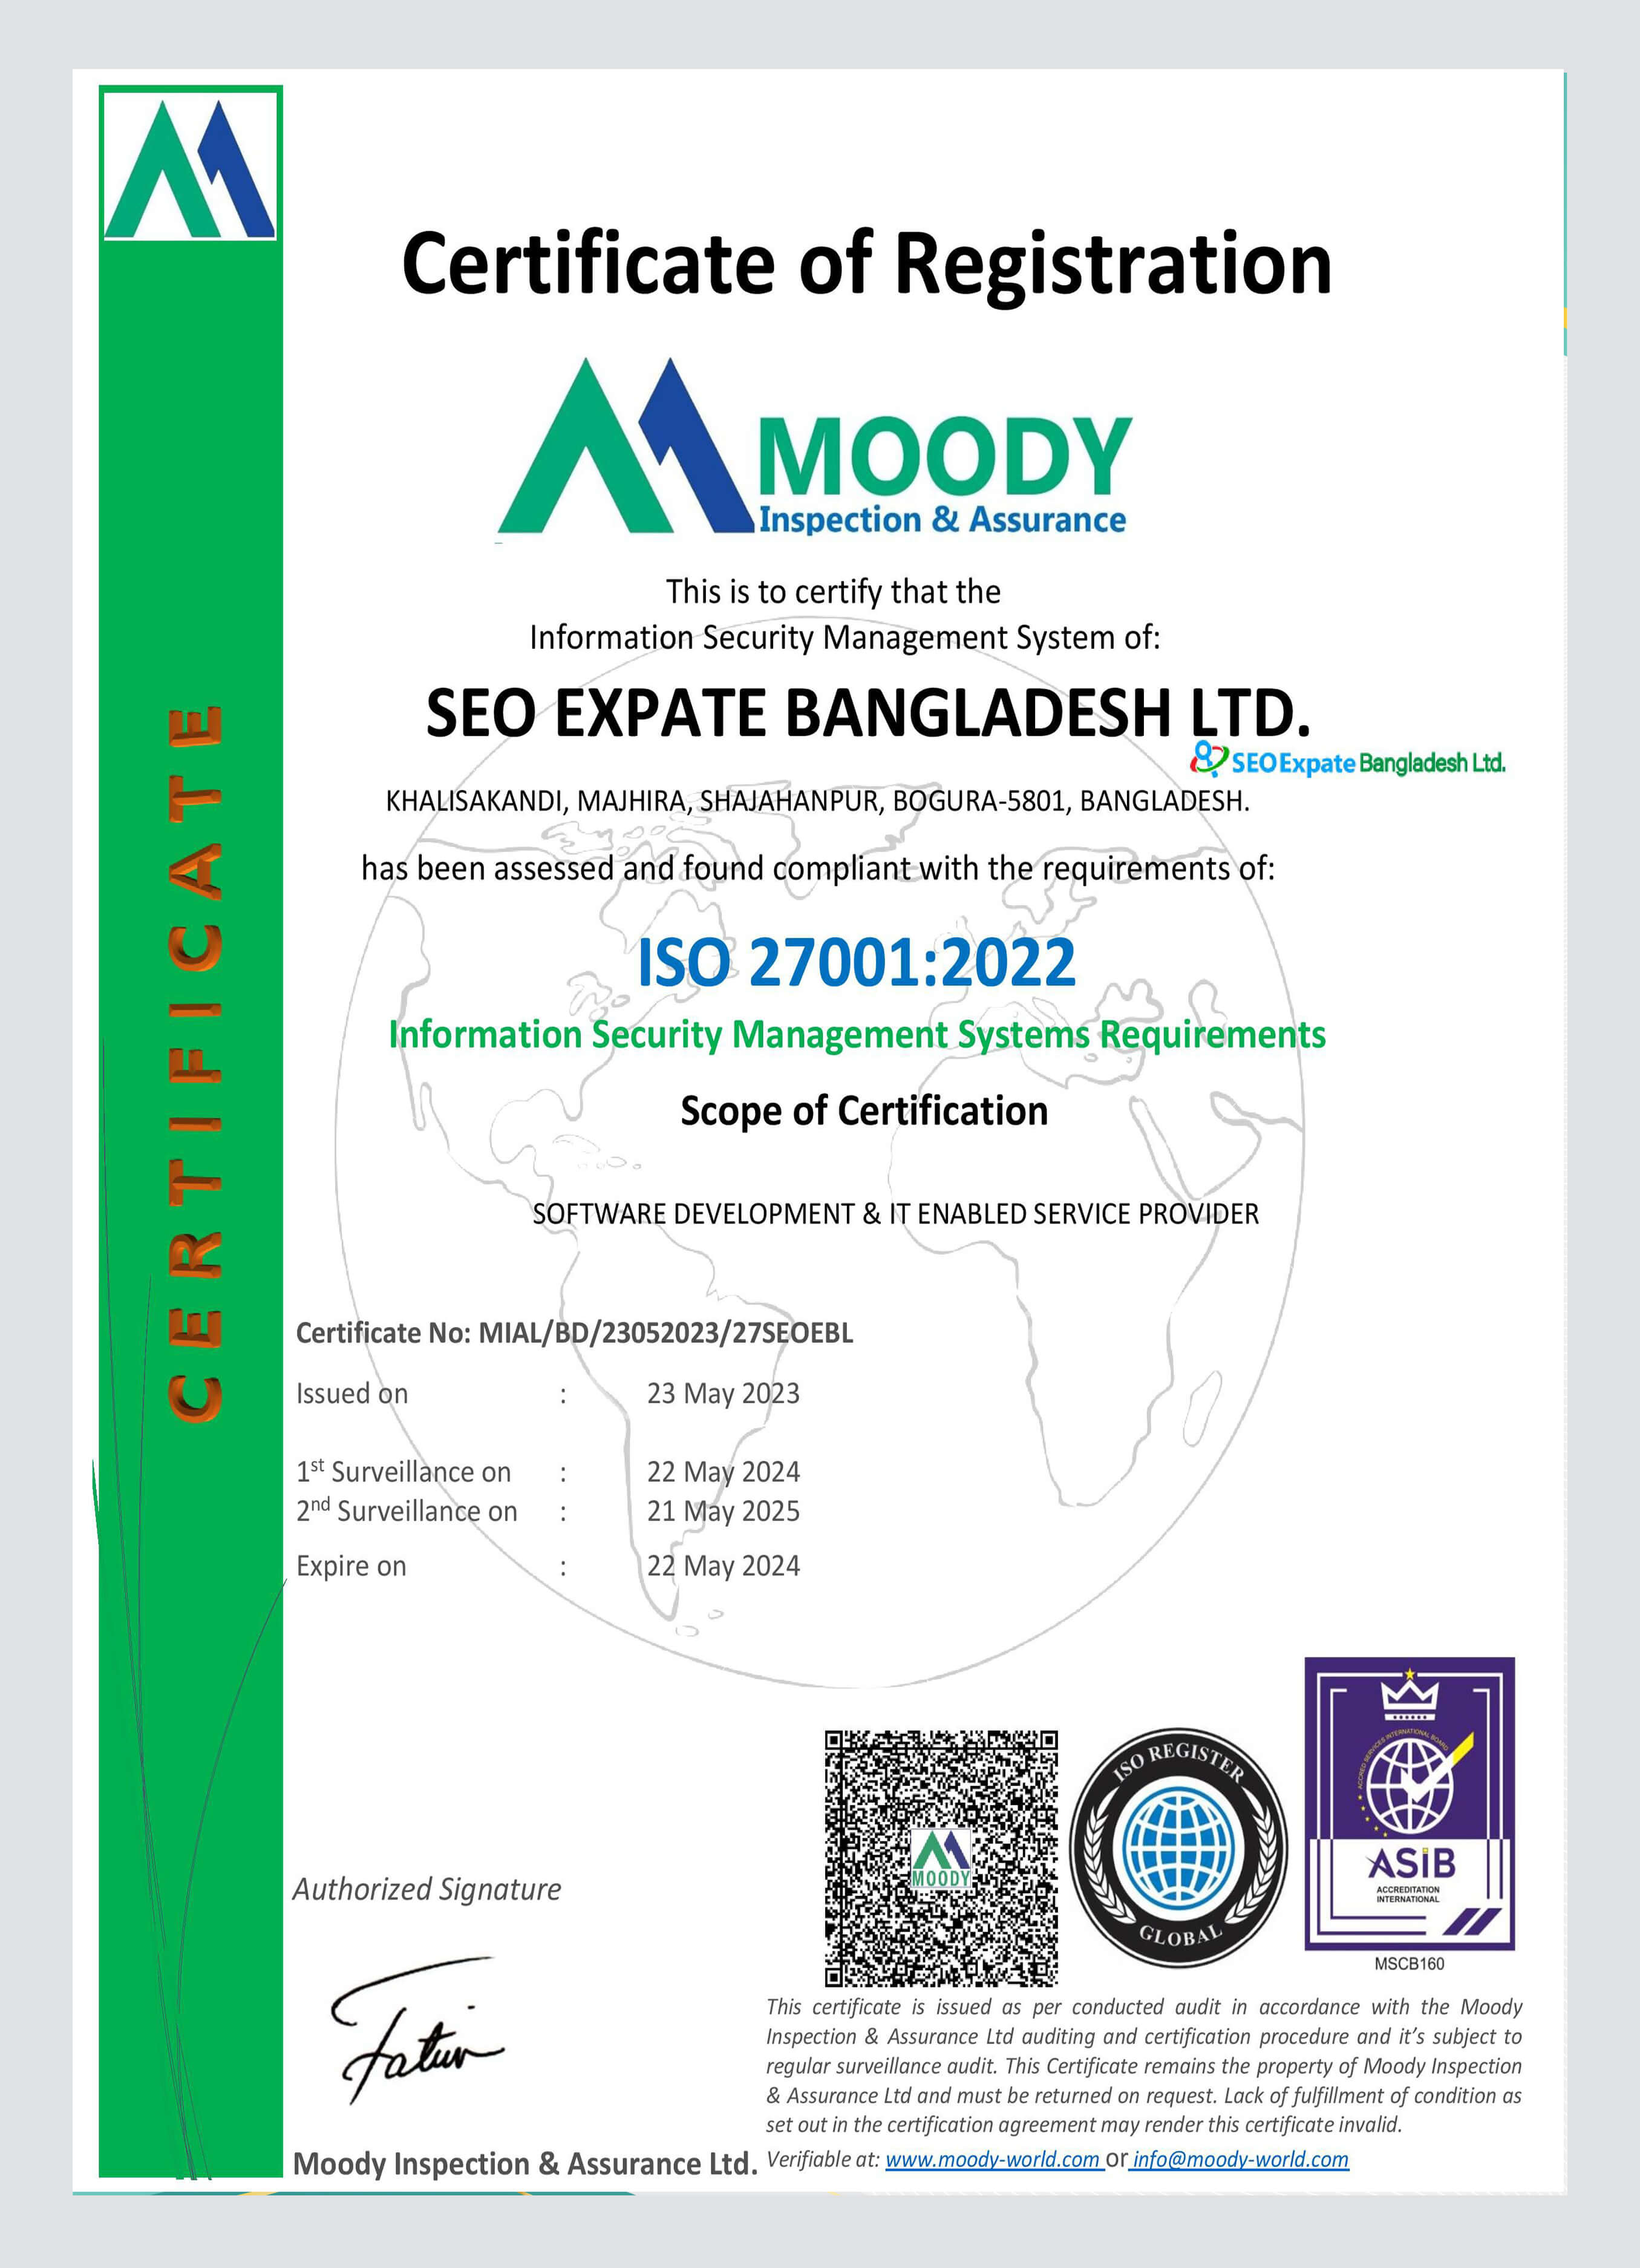 Certificate of Registration
MOODY
Inspection & Assurance
This is to certify that the
Information Security Management System of:
SEO EXPATE BANGLADESH LTD.
SEOExpate Bangladesh Ltd.
KHALISAKANDI, MAJHIRA, SHAJAHANPUR, BOGURA-5801, BANGLADESH.
has been assessed and found compliant with the requirements of:
ISO 27001:2022
Information Security Management Systems Requirements
Scope of Certification
SOFTWARE DEVELOPMENT & IT ENABLED SERVICE PROVIDER
CERTIFICATE
Certificate No: MIAL/BD/23052023/27SEOEBL
Issued on : 23 May 2023
1st Surveillance on : 22 May 2024
2nd Surveillance on : 21 May 2025
Expire on : 22 May 2024
MOODY
ISO REGISTER
GLOBAL
ACCRED SERVICES INTERNATIONAL BOARD
ASiB
ACCREDITATION
INTERNATIONAL
MSCB160
Authorized Signature
Fatur
This certificate is issued as per conducted audit in accordance with the Moody
Inspection & Assurance Ltd auditing and certification procedure and it's subject to
regular surveillance audit. This Certificate remains the property of Moody Inspection
& Assurance Ltd and must be returned on request. Lack of fulfillment of condition as
set out in the certification agreement may render this certificate invalid.
Moody Inspection & Assurance Ltd.
Verifiable at: www.moody-world.com or info@moody-world.com